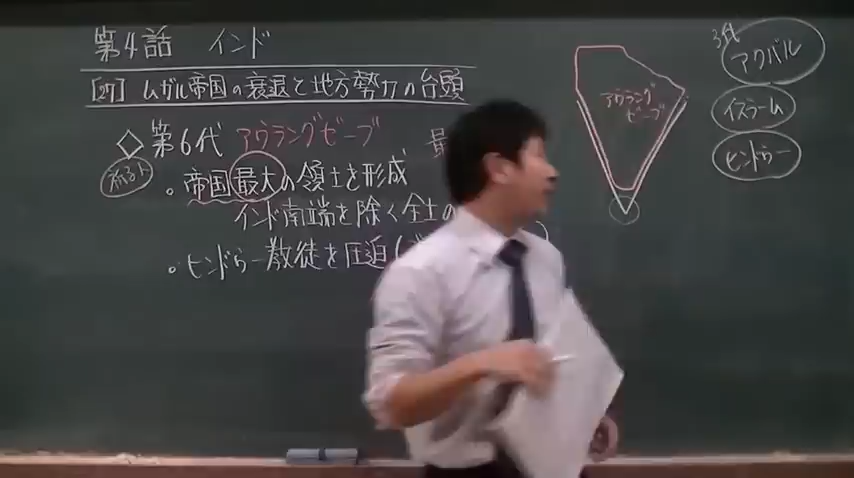 第4話 インド
[27] ムガル帝国の衰退と地方勢力の台頭
◇第6代 アウラングゼーブ 最
・帝国最大の領土を形成
インド南端を除く全土の
・ヒンドゥー教徒を圧迫(
アウラング
ゼーブ
3代
アクバル
イスラーム
ヒンドゥー